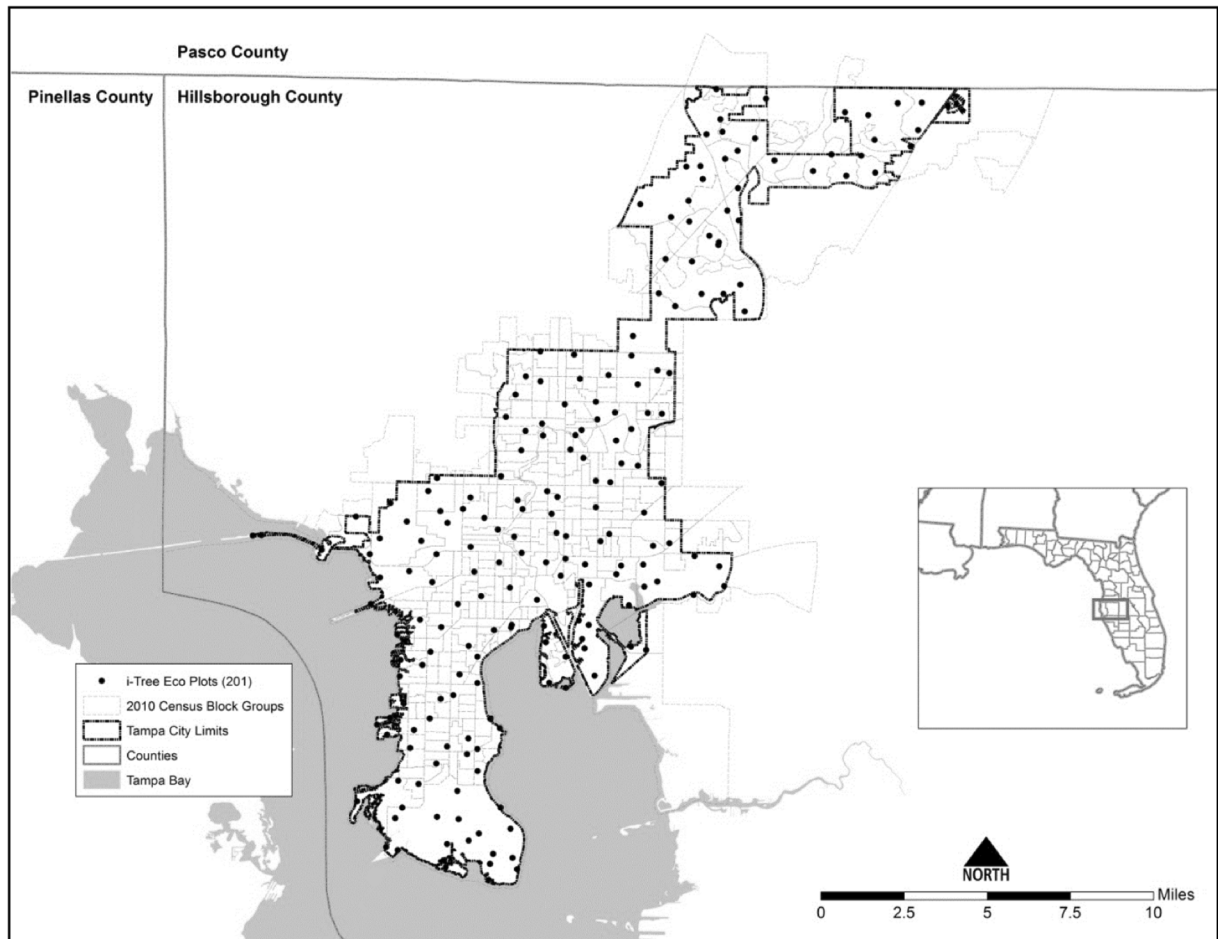 Pasco County
Pinellas County
Hillsborough County
i-Tree Eco Plots (201)
2010 Census Block Groups
Tampa City Limits
Counties
Tampa Bay
NORTH
Miles
0 2.5 5 7.5 10